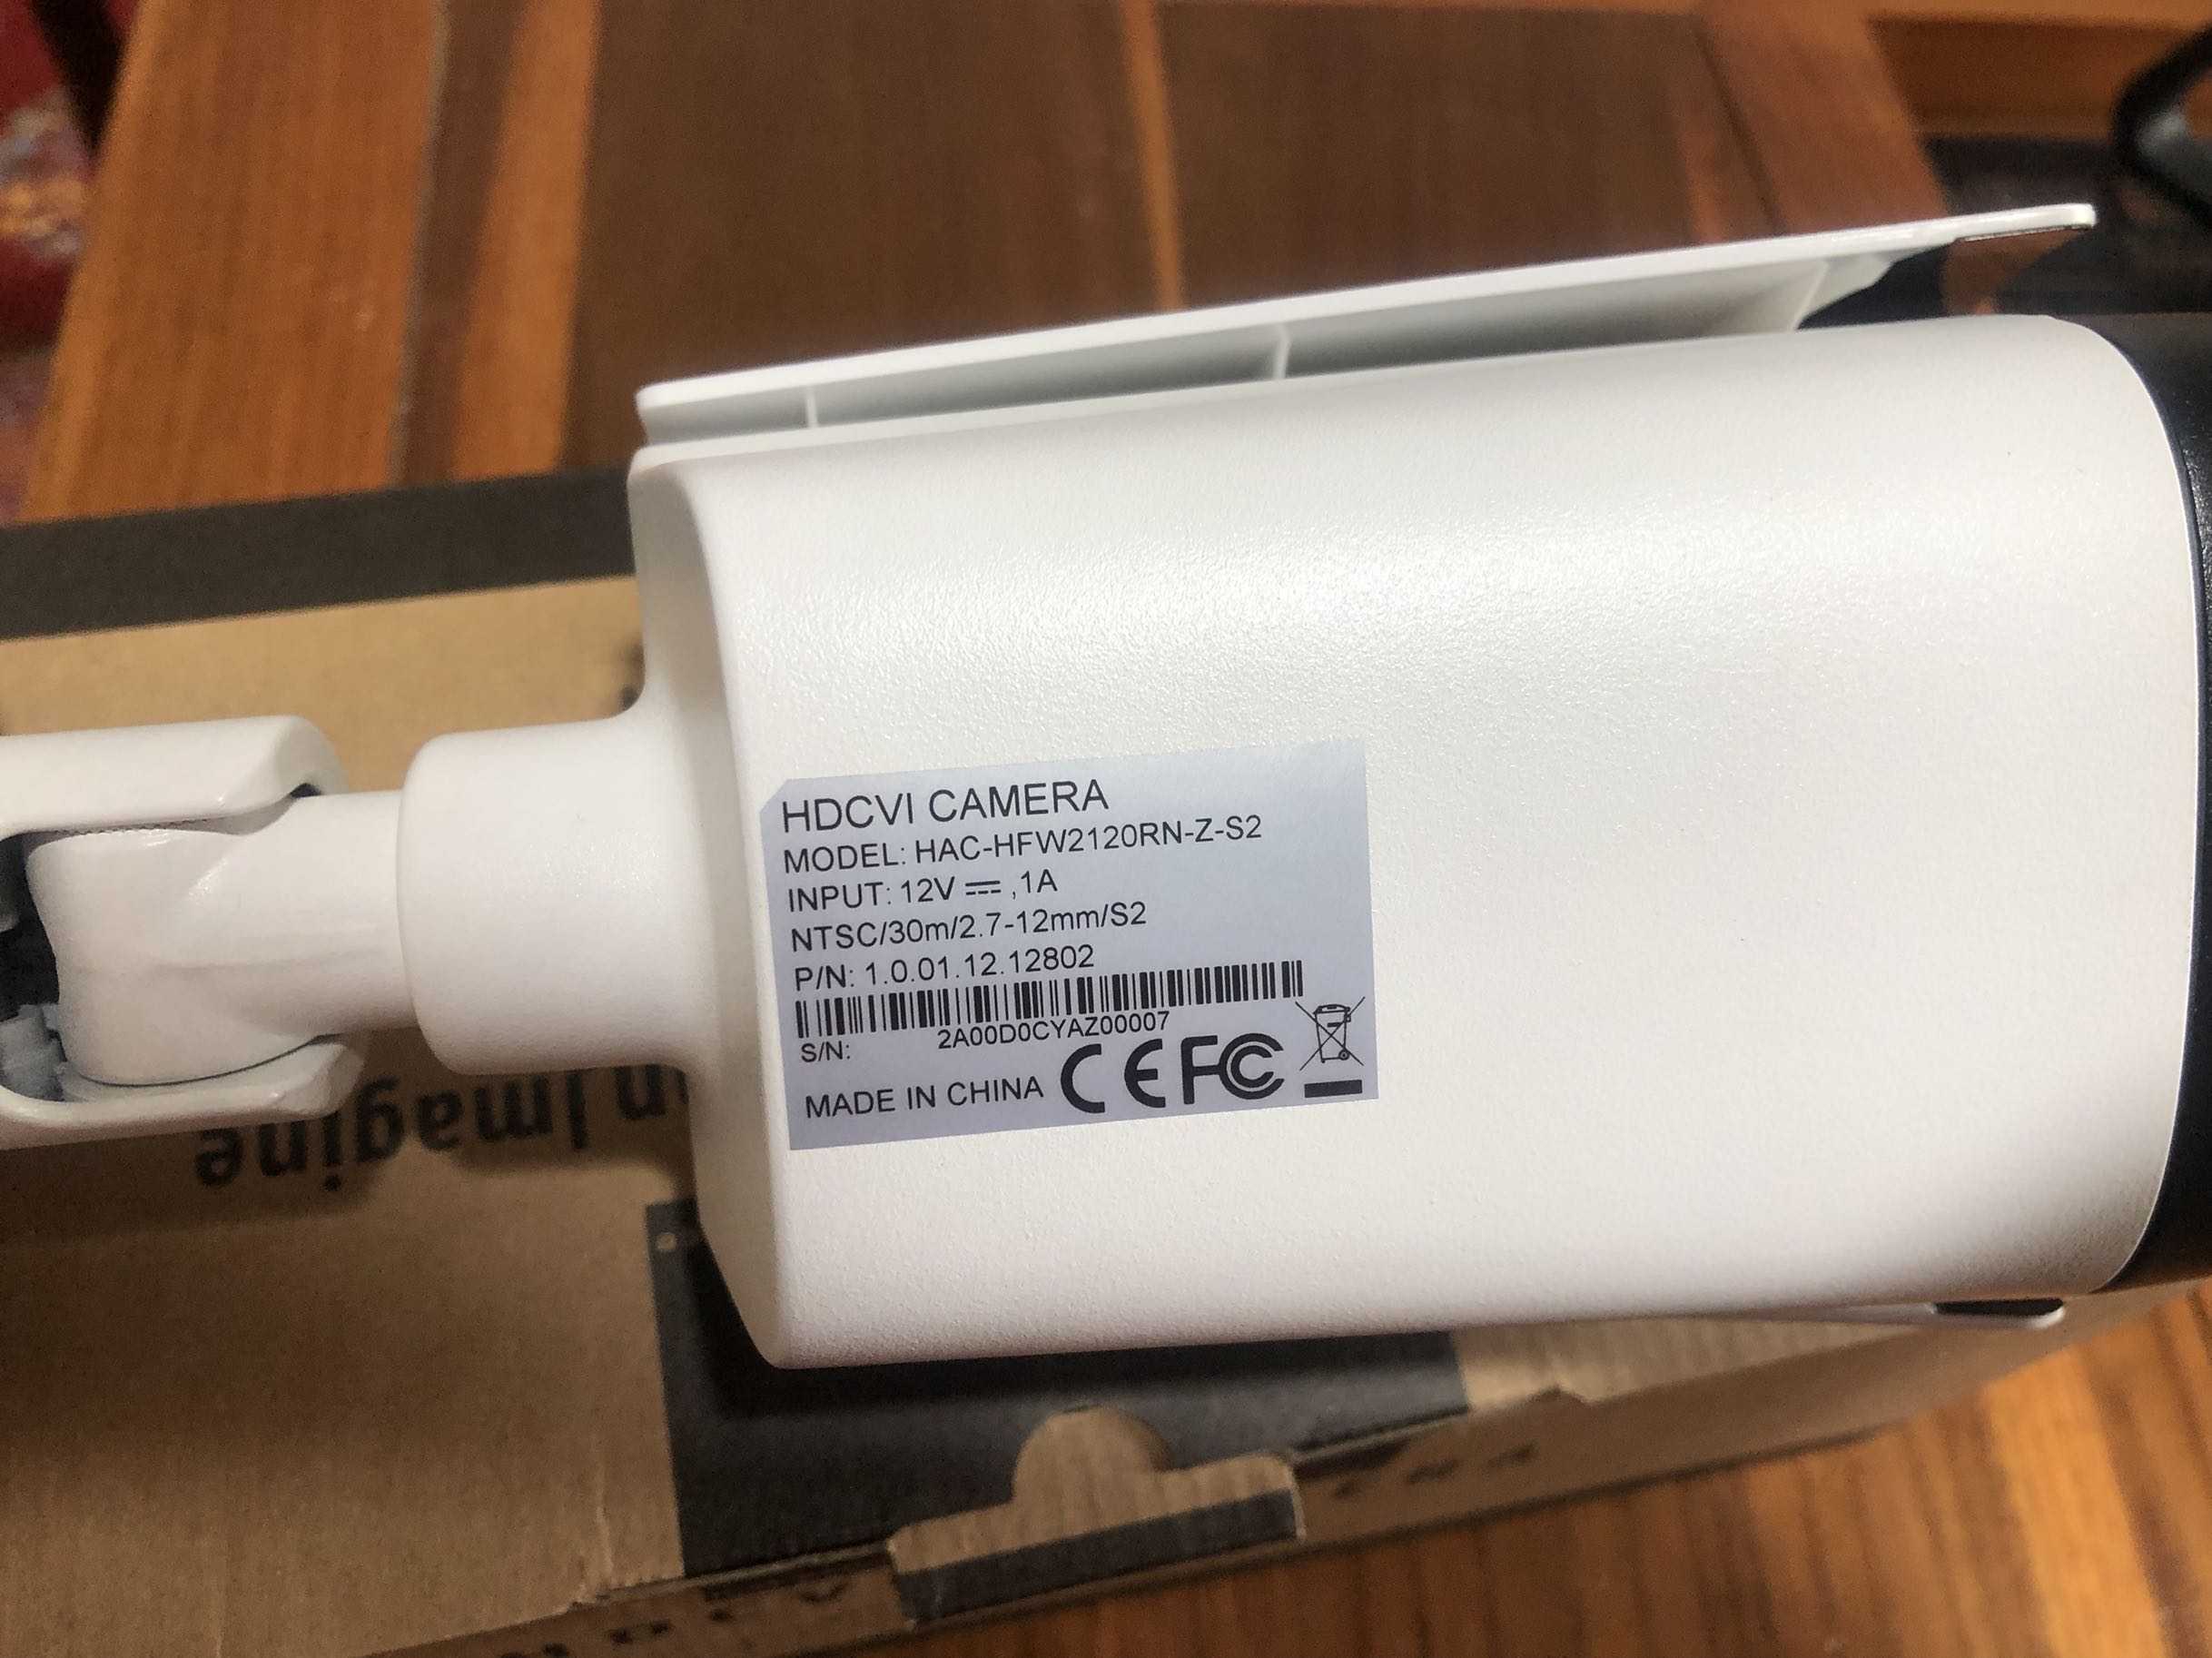 HDCVI CAMERA
MODEL: HAC-HFW2120RN-Z-S2
INPUT: 12V ⎓ ,1A
NTSC/30m/2.7-12mm/S2
P/N: 1.0.01.12.12802
2A00D0CYAZ00007
S/N:
MADE IN CHINA CE FC
Imagine